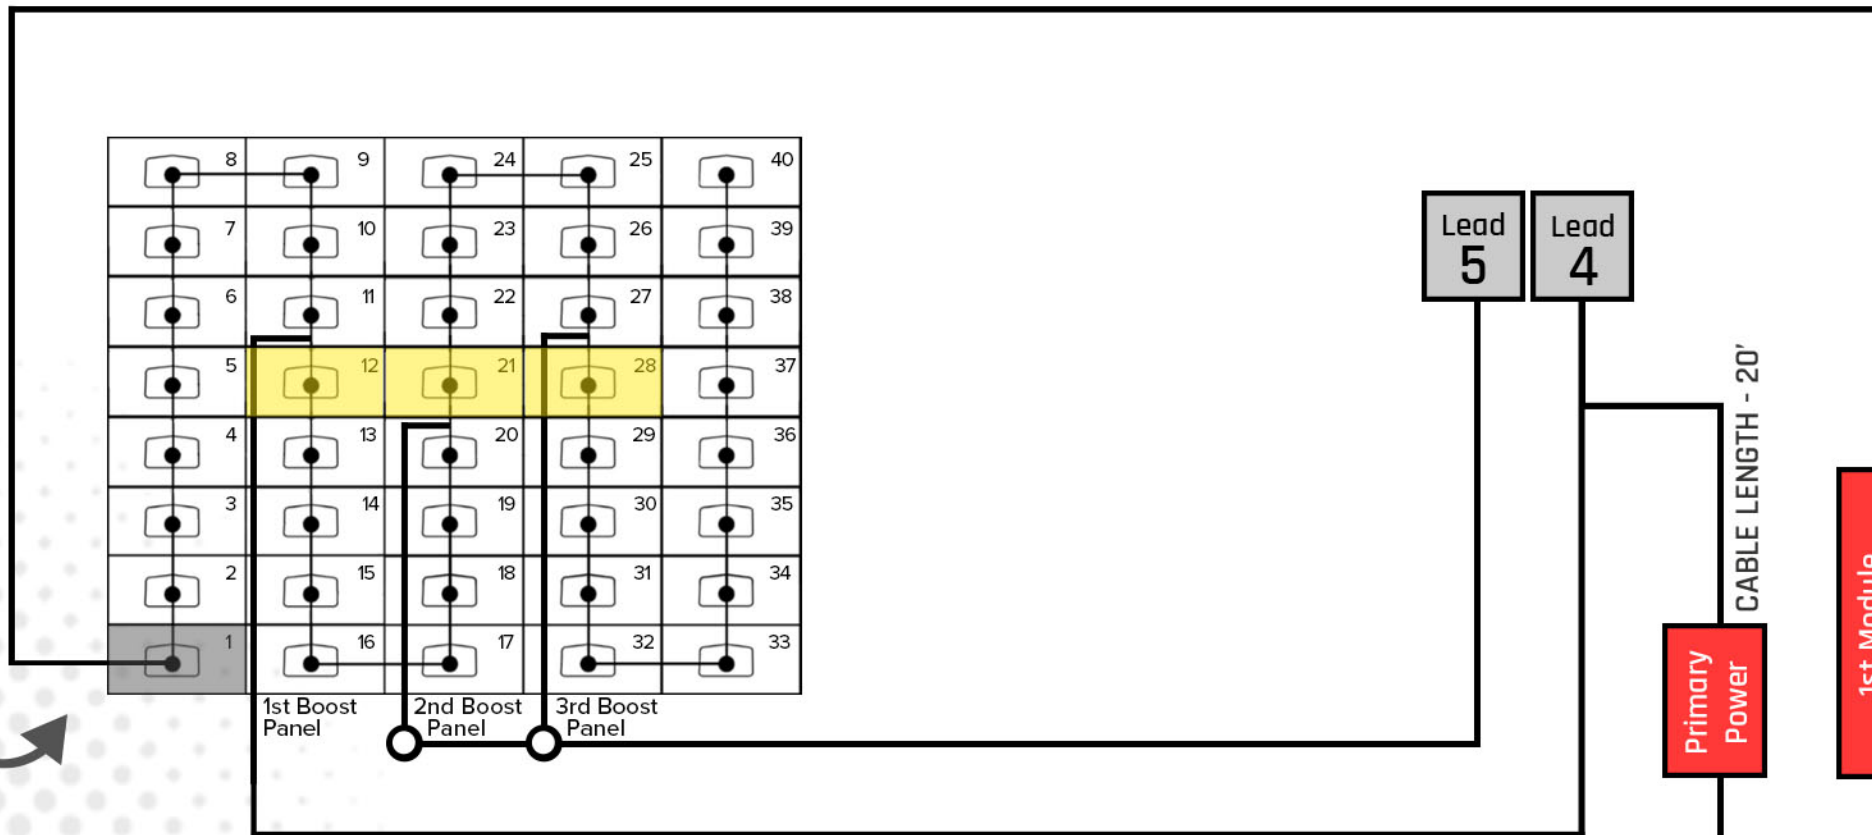 8 9 24 25 40
7 10 23 26 39
6 11 22 27 38
5 12 21 28 37
4 13 20 29 36
3 14 19 30 35
2 15 18 31 34
1 16 17 32 33
1st Boost
Panel
2nd Boost
Panel
3rd Boost
Panel
Lead
5
Lead
4
CABLE LENGTH - 20'
Primary
Power
1st Module